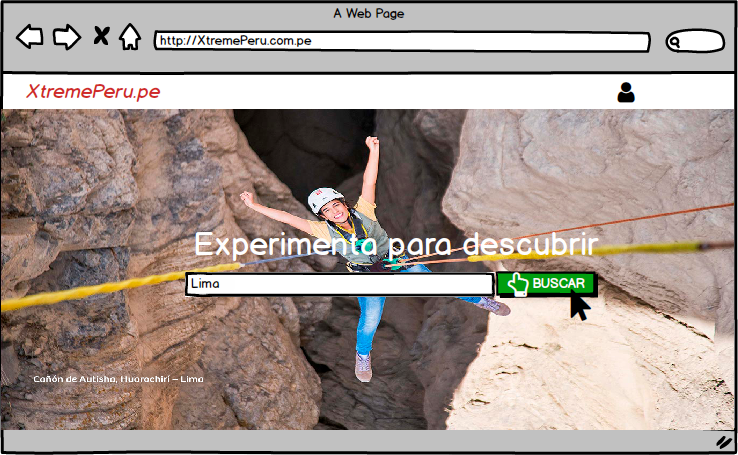 A Web Page
http://XtremePeru.com.pe
XtremePeru.pe
Experimenta para descubrir
Lima
BUSCAR
Cañón de Autisha, Huarochirí – Lima